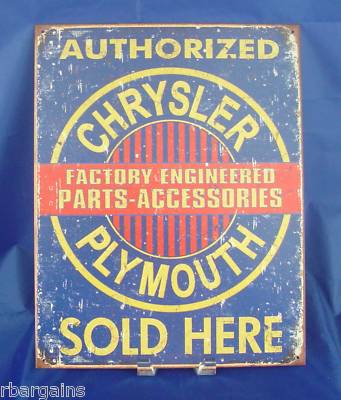 AUTHORIZED
CHRYSLER
FACTORY ENGINEERED
PARTS-ACCESSORIES
PLYMOUTH
SOLD HERE
rbargains